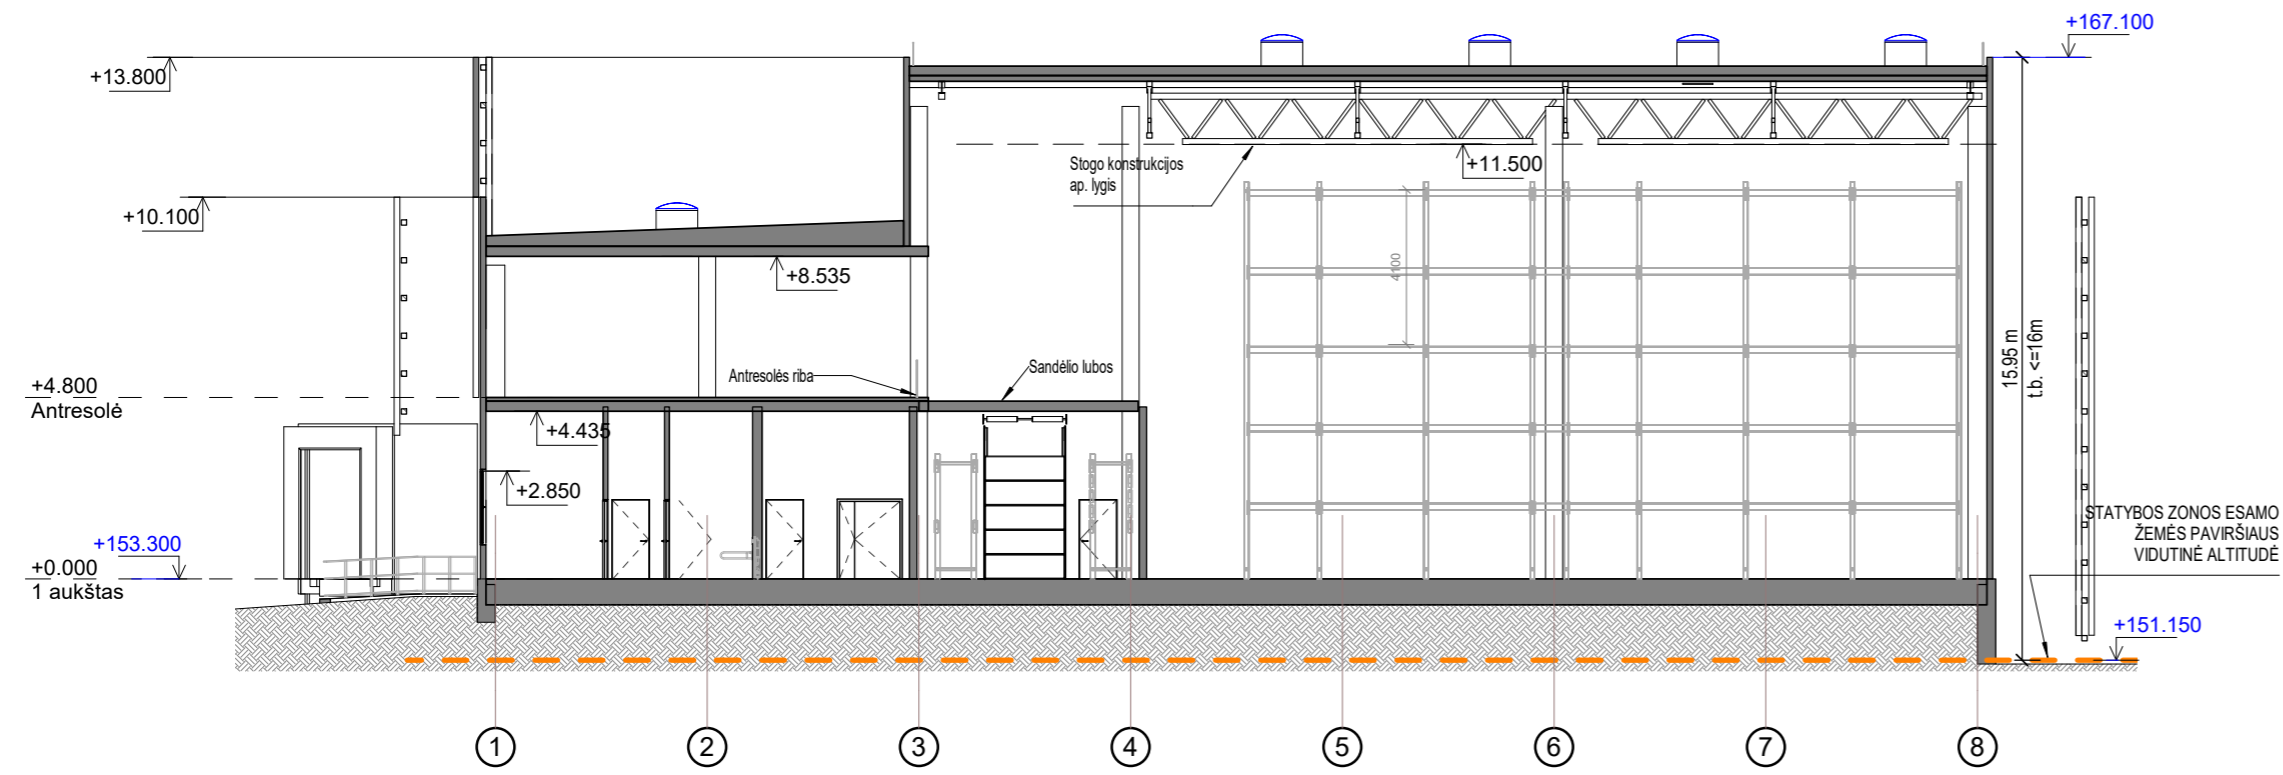 +167.100
+13.800
Stogo konstrukcijos
ap. lygis
+11.500
+10.100
+8.535
4100
15.95 m
t.b. <=16m
Antresolės riba
Sandėlio lubos
+4.800
Antresolė
+4.435
+2.850
STATYBOS ZONOS ESAMO
ŽEMĖS PAVIRŠIAUS
VIDUTINĖ ALTITUDĖ
+153.300
+0.000
1 aukštas
+151.150
1 2 3 4 5 6 7 8